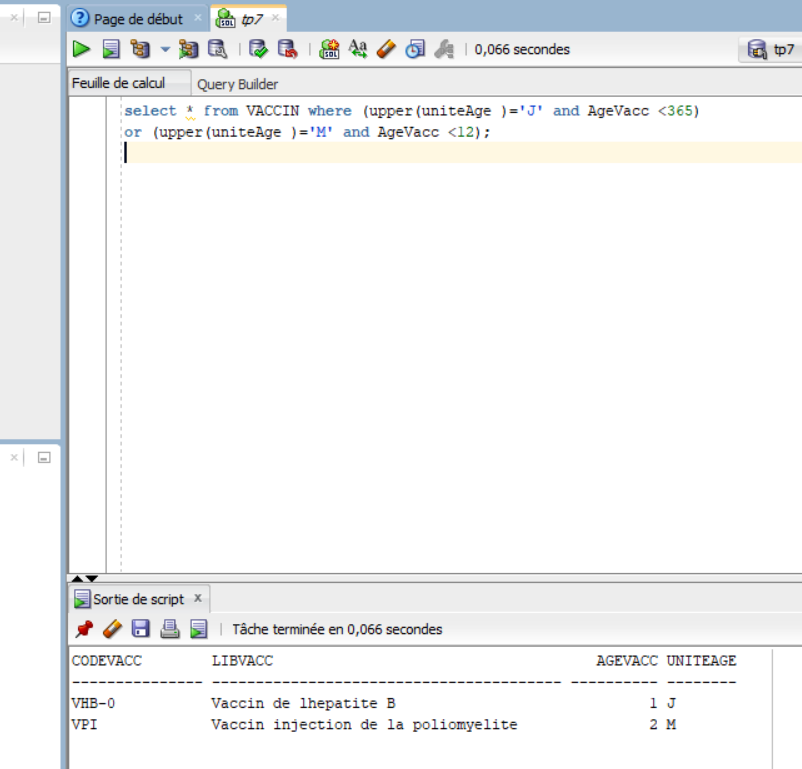 Page de début
tp7
0,066 secondes
tp7
Feuille de calcul
Query Builder
select * from VACCIN where (upper(uniteAge )='J' and AgeVacc <365)
or (upper(uniteAge )='M' and AgeVacc <12);
Sortie de script
Tâche terminée en 0,066 secondes
CODEVACC LIBVACC AGEVACC UNITEAGE
--------------- ---------------------------------------- ---------- --------
VHB-0 Vaccin de lhepatite B 1 J
VPI Vaccin injection de la poliomyelite 2 M